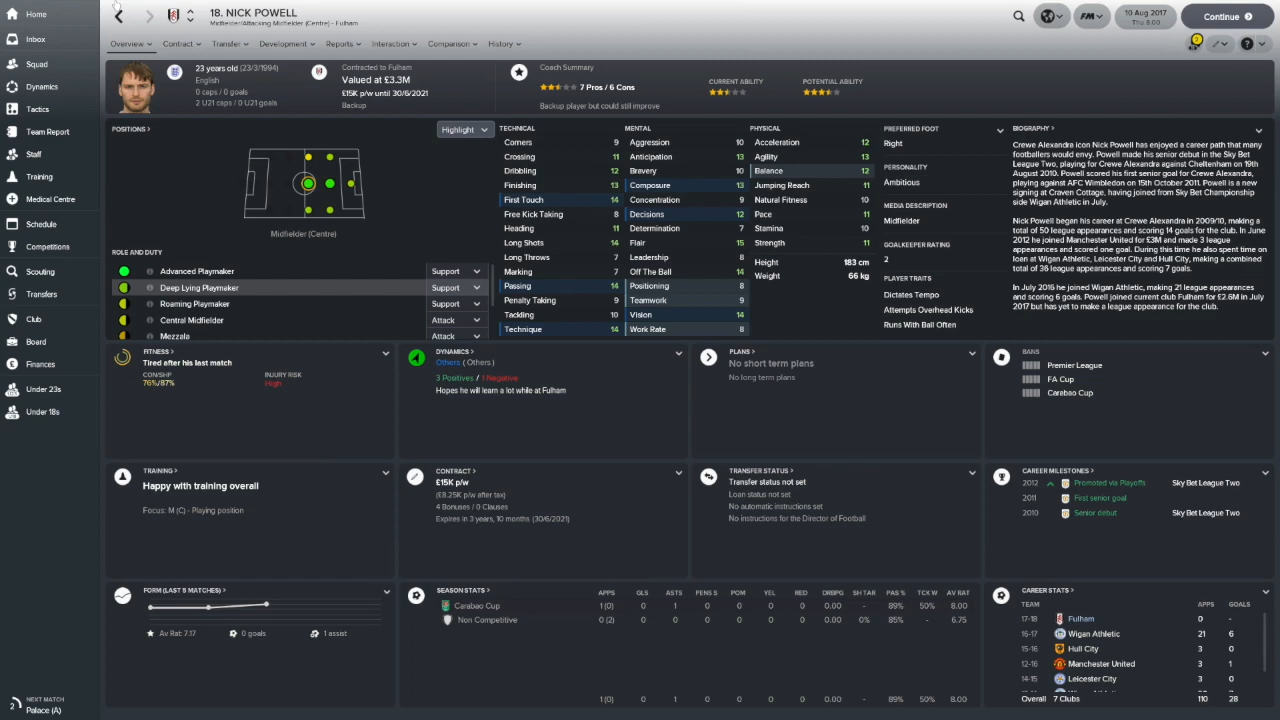 Home
Inbox
Squad
Dynamics
Tactics
Team Report
Staff
Training
Medical Centre
Schedule
Competitions
Scouting
Transfers
Club
Board
Finances
Under 23s
Under 18s
2
NEXT MATCH
Palace (A)
18. NICK POWELL
Midfielder/Attacking Midfielder (Centre) - Fulham
FM
10 Aug 2017
Thu 8:00
Continue
Overview
Contract
Transfer
Development
Reports
Interaction
Comparison
History
23 years old (23/3/1994)
English
0 caps / 0 goals
2 U21 caps / 0 U21 goals
Contracted to Fulham
Valued at £3.3M
£15K p/w until 30/6/2021
Backup
Coach Summary
7 Pros / 6 Cons
Backup player but could still improve
CURRENT ABILITY
POTENTIAL ABILITY
POSITIONS >
Highlight
Midfielder (Centre)
ROLE AND DUTY
Advanced Playmaker Support
Deep Lying Playmaker Support
Roaming Playmaker Support
Central Midfielder Attack
Mezzala Attack
TECHNICAL
Corners 9
Crossing 11
Dribbling 12
Finishing 13
First Touch 14
Free Kick Taking 8
Heading 11
Long Shots 14
Long Throws 7
Marking 7
Passing 14
Penalty Taking 9
Tackling 10
Technique 14
MENTAL
Aggression 10
Anticipation 13
Bravery 10
Composure 13
Concentration 9
Decisions 12
Determination 7
Flair 15
Leadership 8
Off The Ball 14
Positioning 8
Teamwork 9
Vision 14
Work Rate 8
PHYSICAL
Acceleration 12
Agility 13
Balance 12
Jumping Reach 11
Natural Fitness 10
Pace 11
Stamina 10
Strength 11
Height 183 cm
Weight 66 kg
PREFERRED FOOT
Right
PERSONALITY
Ambitious
MEDIA DESCRIPTION
Midfielder
GOALKEEPER RATING
2
PLAYER TRAITS
Dictates Tempo
Attempts Overhead Kicks
Runs With Ball Often
BIOGRAPHY >
Crewe Alexandra icon Nick Powell has enjoyed a career path that many
footballers would envy. Powell made his senior debut in the Sky Bet
League Two, playing for Crewe Alexandra against Cheltenham on 19th
August 2010. Powell scored his first senior goal for Crewe Alexandra,
playing against AFC Wimbledon on 15th October 2011. Powell is a new
signing at Craven Cottage, having joined from Sky Bet Championship
side Wigan Athletic in July.
Nick Powell began his career at Crewe Alexandra in 2009/10, making a
total of 50 league appearances and scoring 14 goals for the club. In June
2012 he joined Manchester United for £3M and made 3 league
appearances and scored one goal. During this time he also spent time on
loan at Wigan Athletic, Leicester City and Hull City, making a combined
total of 36 league appearances and scoring 7 goals.
In July 2016 he joined Wigan Athletic, making 21 league appearances
and scoring 6 goals. Powell joined current club Fulham for £2.6M in July
2017 but has yet to make a league appearance for the club.
FITNESS >
Tired after his last match
CON/SHP
76%/87%
INJURY RISK
High
DYNAMICS >
Others ( Others )
3 Positives / 1 Negative
Hopes he will learn a lot while at Fulham
PLANS >
No short term plans
No long term plans
BANS
Premier League
FA Cup
Carabao Cup
TRAINING >
Happy with training overall
Focus: M (C) - Playing position
CONTRACT >
£15K p/w
(£8.25K p/w after tax)
4 Bonuses / 0 Clauses
Expires in 3 years, 10 months (30/6/2021)
TRANSFER STATUS >
Transfer status not set
Loan status not set
No automatic instructions set
No instructions for the Director of Football
CAREER MILESTONES >
2012 Promoted via Playoffs Sky Bet League Two
2011 First senior goal
2010 Senior debut Sky Bet League Two
FORM (LAST 5 MATCHES) >
Av Rat: 7.17 0 goals 1 assist
SEASON STATS > APPS GLS ASTS PENS S POM YEL RED DRBPG SH TAR PAS % TCK W AV RAT
Carabao Cup 1(0) 0 1 0 0 0 0 0.00 - 89% 50% 8.00
Non Competitive 0 (2) 0 0 0 0 0 0 0.00 0% 85% - 6.75
1(0) 0 1 0 0 0 0 0.00 - 89% 50% 8.00
CAREER STATS >
TEAM APPS GOALS
17-18 Fulham 0 -
16-17 Wigan Athletic 21 6
15-16 Hull City 3 0
12-16 Manchester United 3 1
14-15 Leicester City 3 0
Overall 7 Clubs 110 28